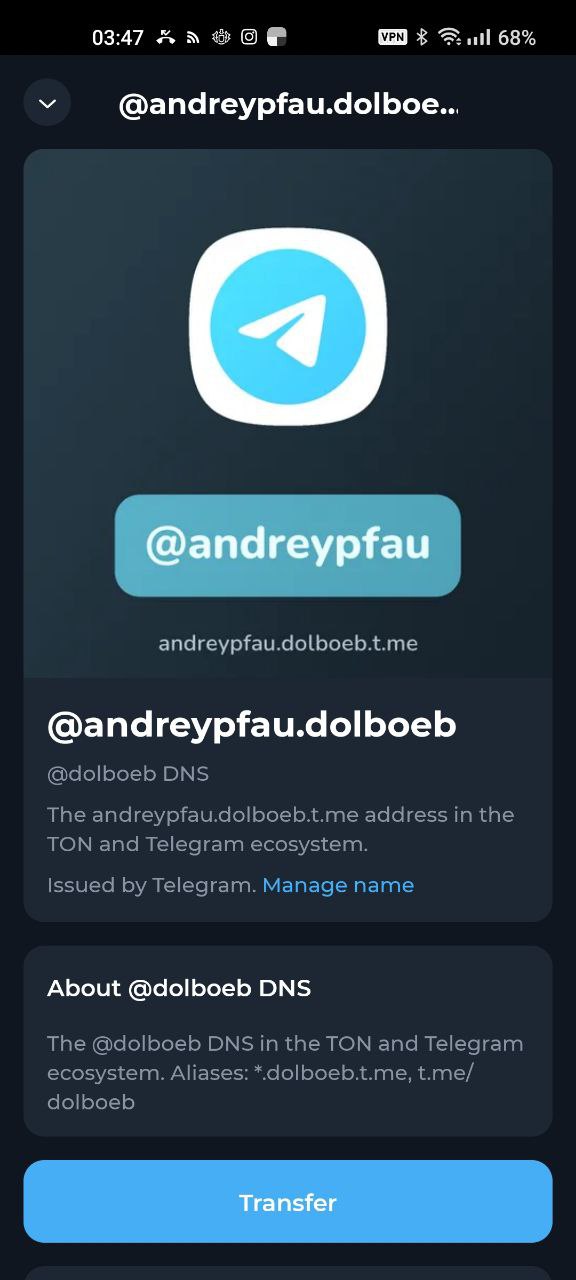 03:47 VPN 68%
@andreypfau.dolboe...
@andreypfau
andreypfau.dolboeb.t.me
@andreypfau.dolboeb
@dolboeb DNS
The andreypfau.dolboeb.t.me address in the
TON and Telegram ecosystem.
Issued by Telegram. Manage name
About @dolboeb DNS
The @dolboeb DNS in the TON and Telegram
ecosystem. Aliases: *.dolboeb.t.me, t.me/
dolboeb
Transfer